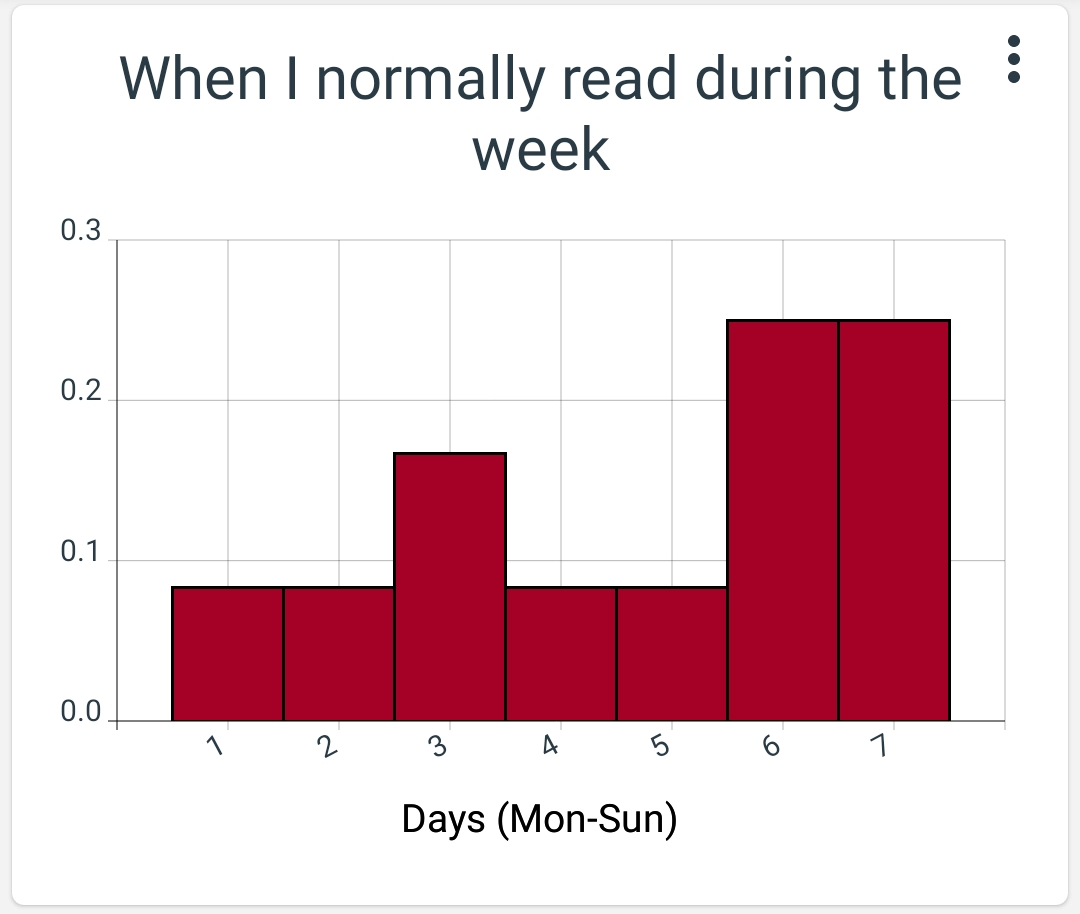 When I normally read during the
week
0.3
0.2
0.1
0.0
1 2 3 4 5 6 7
Days (Mon-Sun)